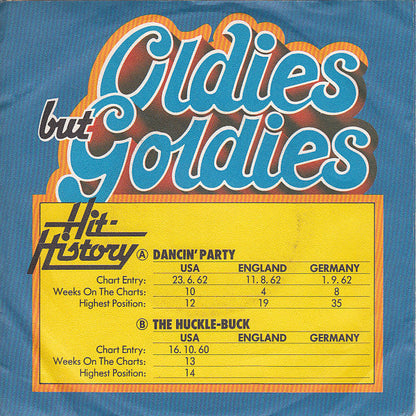 Oldies
but Goldies
Hit-
History
A DANCIN' PARTY
USA ENGLAND GERMANY
Chart Entry: 23. 6. 62 11. 8. 62 1. 9. 62
Weeks On The Charts: 10 4 8
Highest Position: 12 19 35
B THE HUCKLE-BUCK
USA ENGLAND GERMANY
Chart Entry: 16. 10. 60
Weeks On The Charts: 13
Highest Position: 14